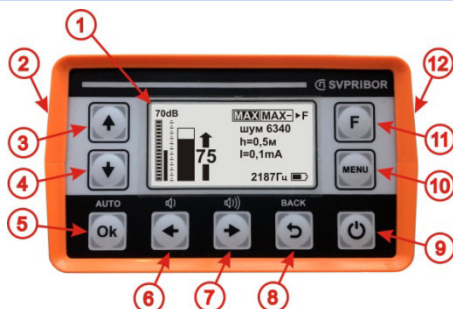 1
2
12
SVPRIBOR
70dB
MAX MAX- ▸F
шум 6340
h=0,5м
I=0,1mA
75
2187Гц
3
4
F
MENU
11
10
AUTO
BACK
Ok
5
6
7
8
9